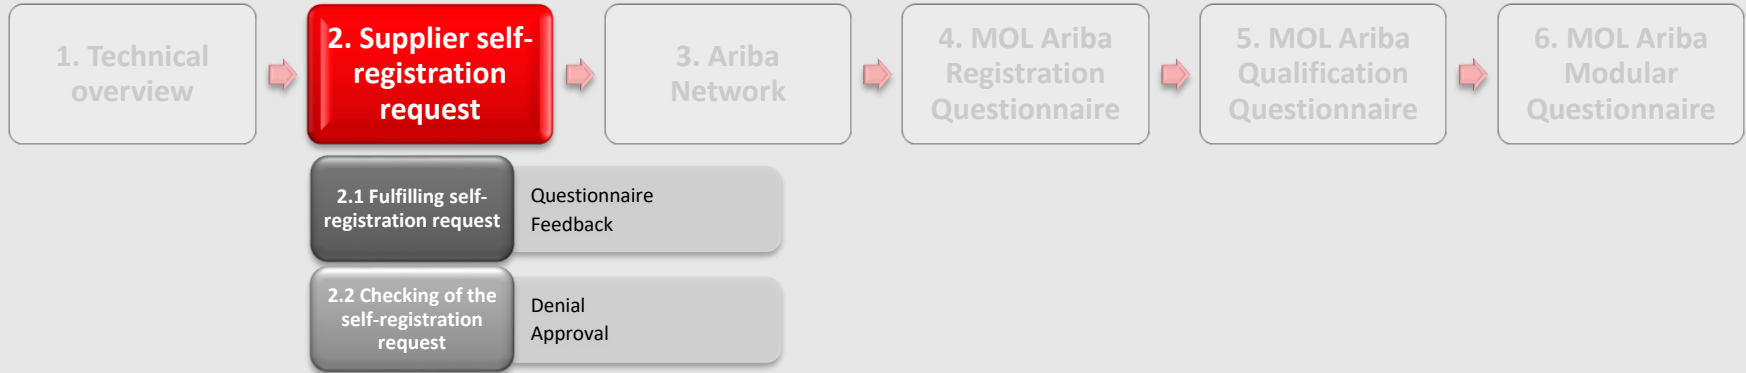 1. Technical
overview
2. Supplier self-
registration
request
3. Ariba
Network
4. MOL Ariba
Registration
Questionnaire
5. MOL Ariba
Qualification
Questionnaire
6. MOL Ariba
Modular
Questionnaire
2.1 Fulfilling self-
registration request
Questionnaire
Feedback
2.2 Checking of the
self-registration
request
Denial
Approval